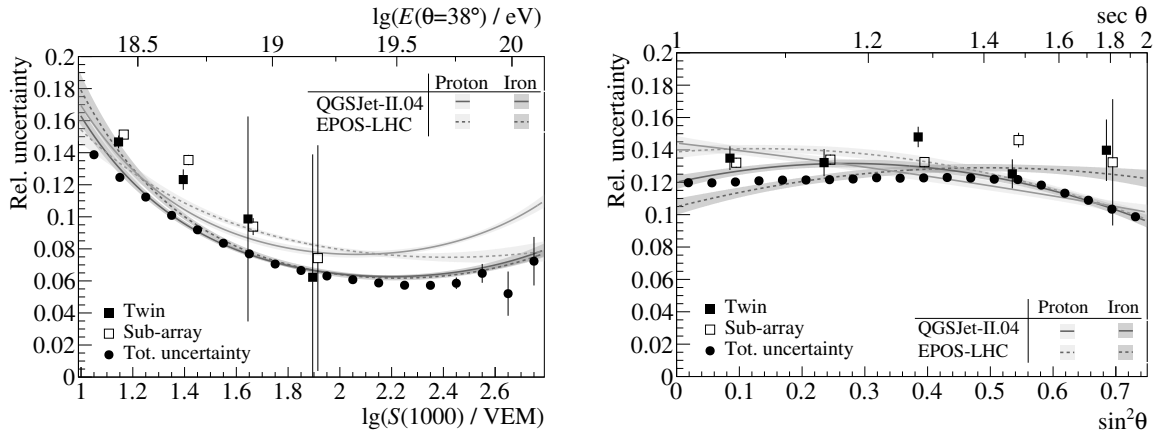 lg(E(θ=38°) / eV)
18.5 19 19.5 20
Rel. uncertainty
0.2
0.18
0.16
0.14
0.12
0.1
0.08
0.06
0.04
0.02
0
Proton Iron
QGSJet-II.04
EPOS-LHC
Twin
Sub-array
Tot. uncertainty
1 1.2 1.4 1.6 1.8 2 2.2 2.4 2.6
lg(S(1000) / VEM)
sec θ
1 1.2 1.4 1.6 1.8 2
Rel. uncertainty
0.2
0.18
0.16
0.14
0.12
0.1
0.08
0.06
0.04
0.02
0
Twin
Sub-array
Tot. uncertainty
Proton Iron
QGSJet-II.04
EPOS-LHC
0 0.1 0.2 0.3 0.4 0.5 0.6 0.7
sin²θ